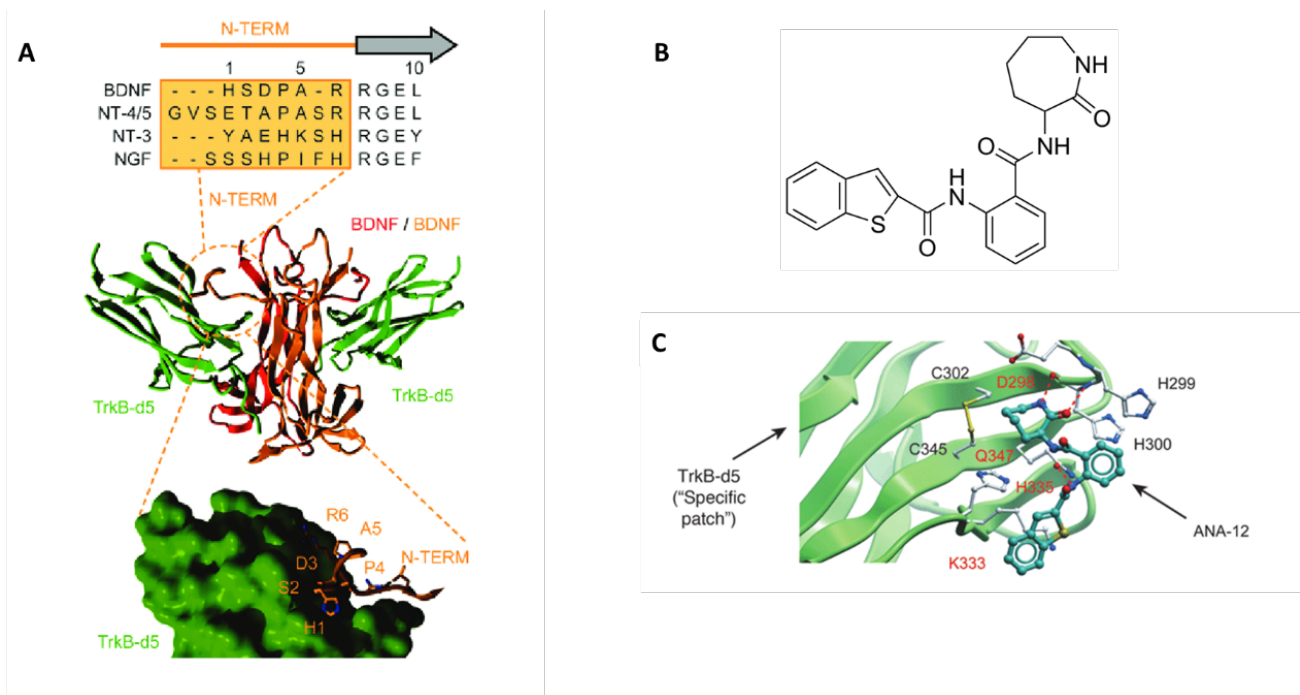 A
N-TERM
1 5 10
BDNF - - - H S D P A - R R G E L
NT-4/5 G V S E T A P A S R R G E L
NT-3 - - - Y A E H K S H R G E Y
NGF - - S S S H P I F H R G E F
N-TERM
BDNF / BDNF
TrkB-d5
TrkB-d5
R6
A5
N-TERM
D3
P4
S2
H1
TrkB-d5
B
NH
O
O
NH
H
N
S
O
C
C302
D298
H299
H300
C345
Q347
TrkB-d5
("Specific
patch")
H335
ANA-12
K333